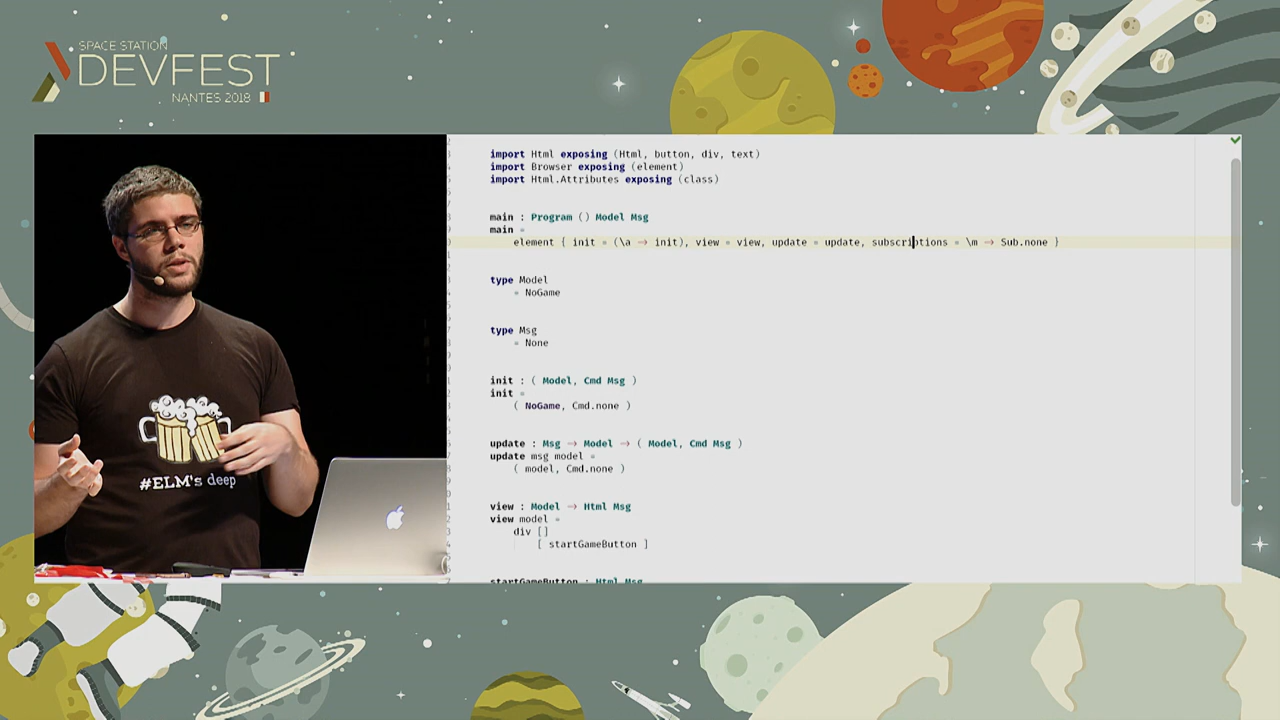 SPACE STATION
DEVFEST
NANTES 2018
#ELM's deep
import Html exposing (Html, button, div, text)
import Browser exposing (element)
import Html.Attributes exposing (class)
main : Program () Model Msg
main =
element { init = (\a → init), view = view, update = update, subscriptions = \m → Sub.none }
type Model
= NoGame
type Msg
= None
init : ( Model, Cmd Msg )
init =
( NoGame, Cmd.none )
update : Msg → Model → ( Model, Cmd Msg )
update msg model =
( model, Cmd.none )
view : Model → Html Msg
view model =
div []
[ startGameButton ]
startGameButton : Html Msg